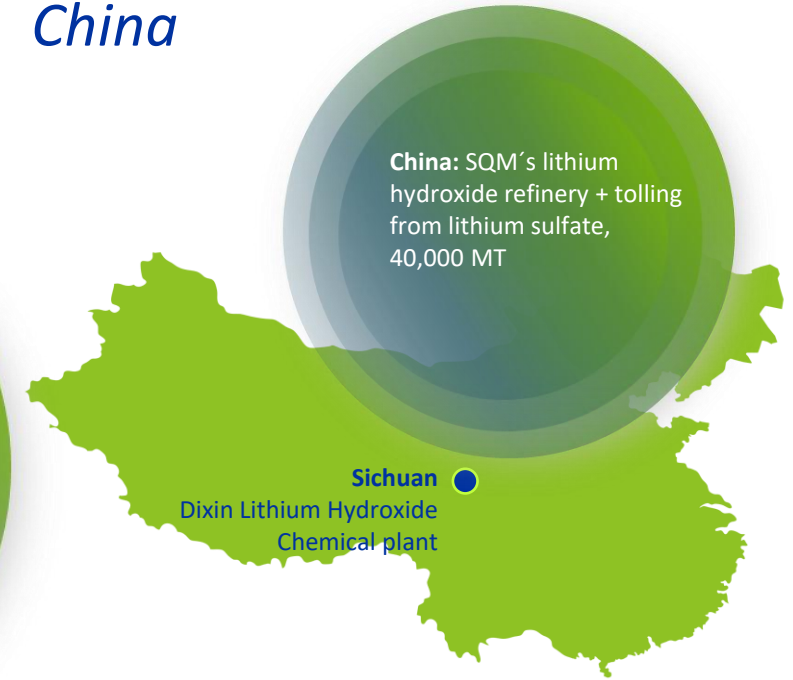 China
China: SQM´s lithium
hydroxide refinery + tolling
from lithium sulfate,
40,000 MT
Sichuan
Dixin Lithium Hydroxide
Chemical plant